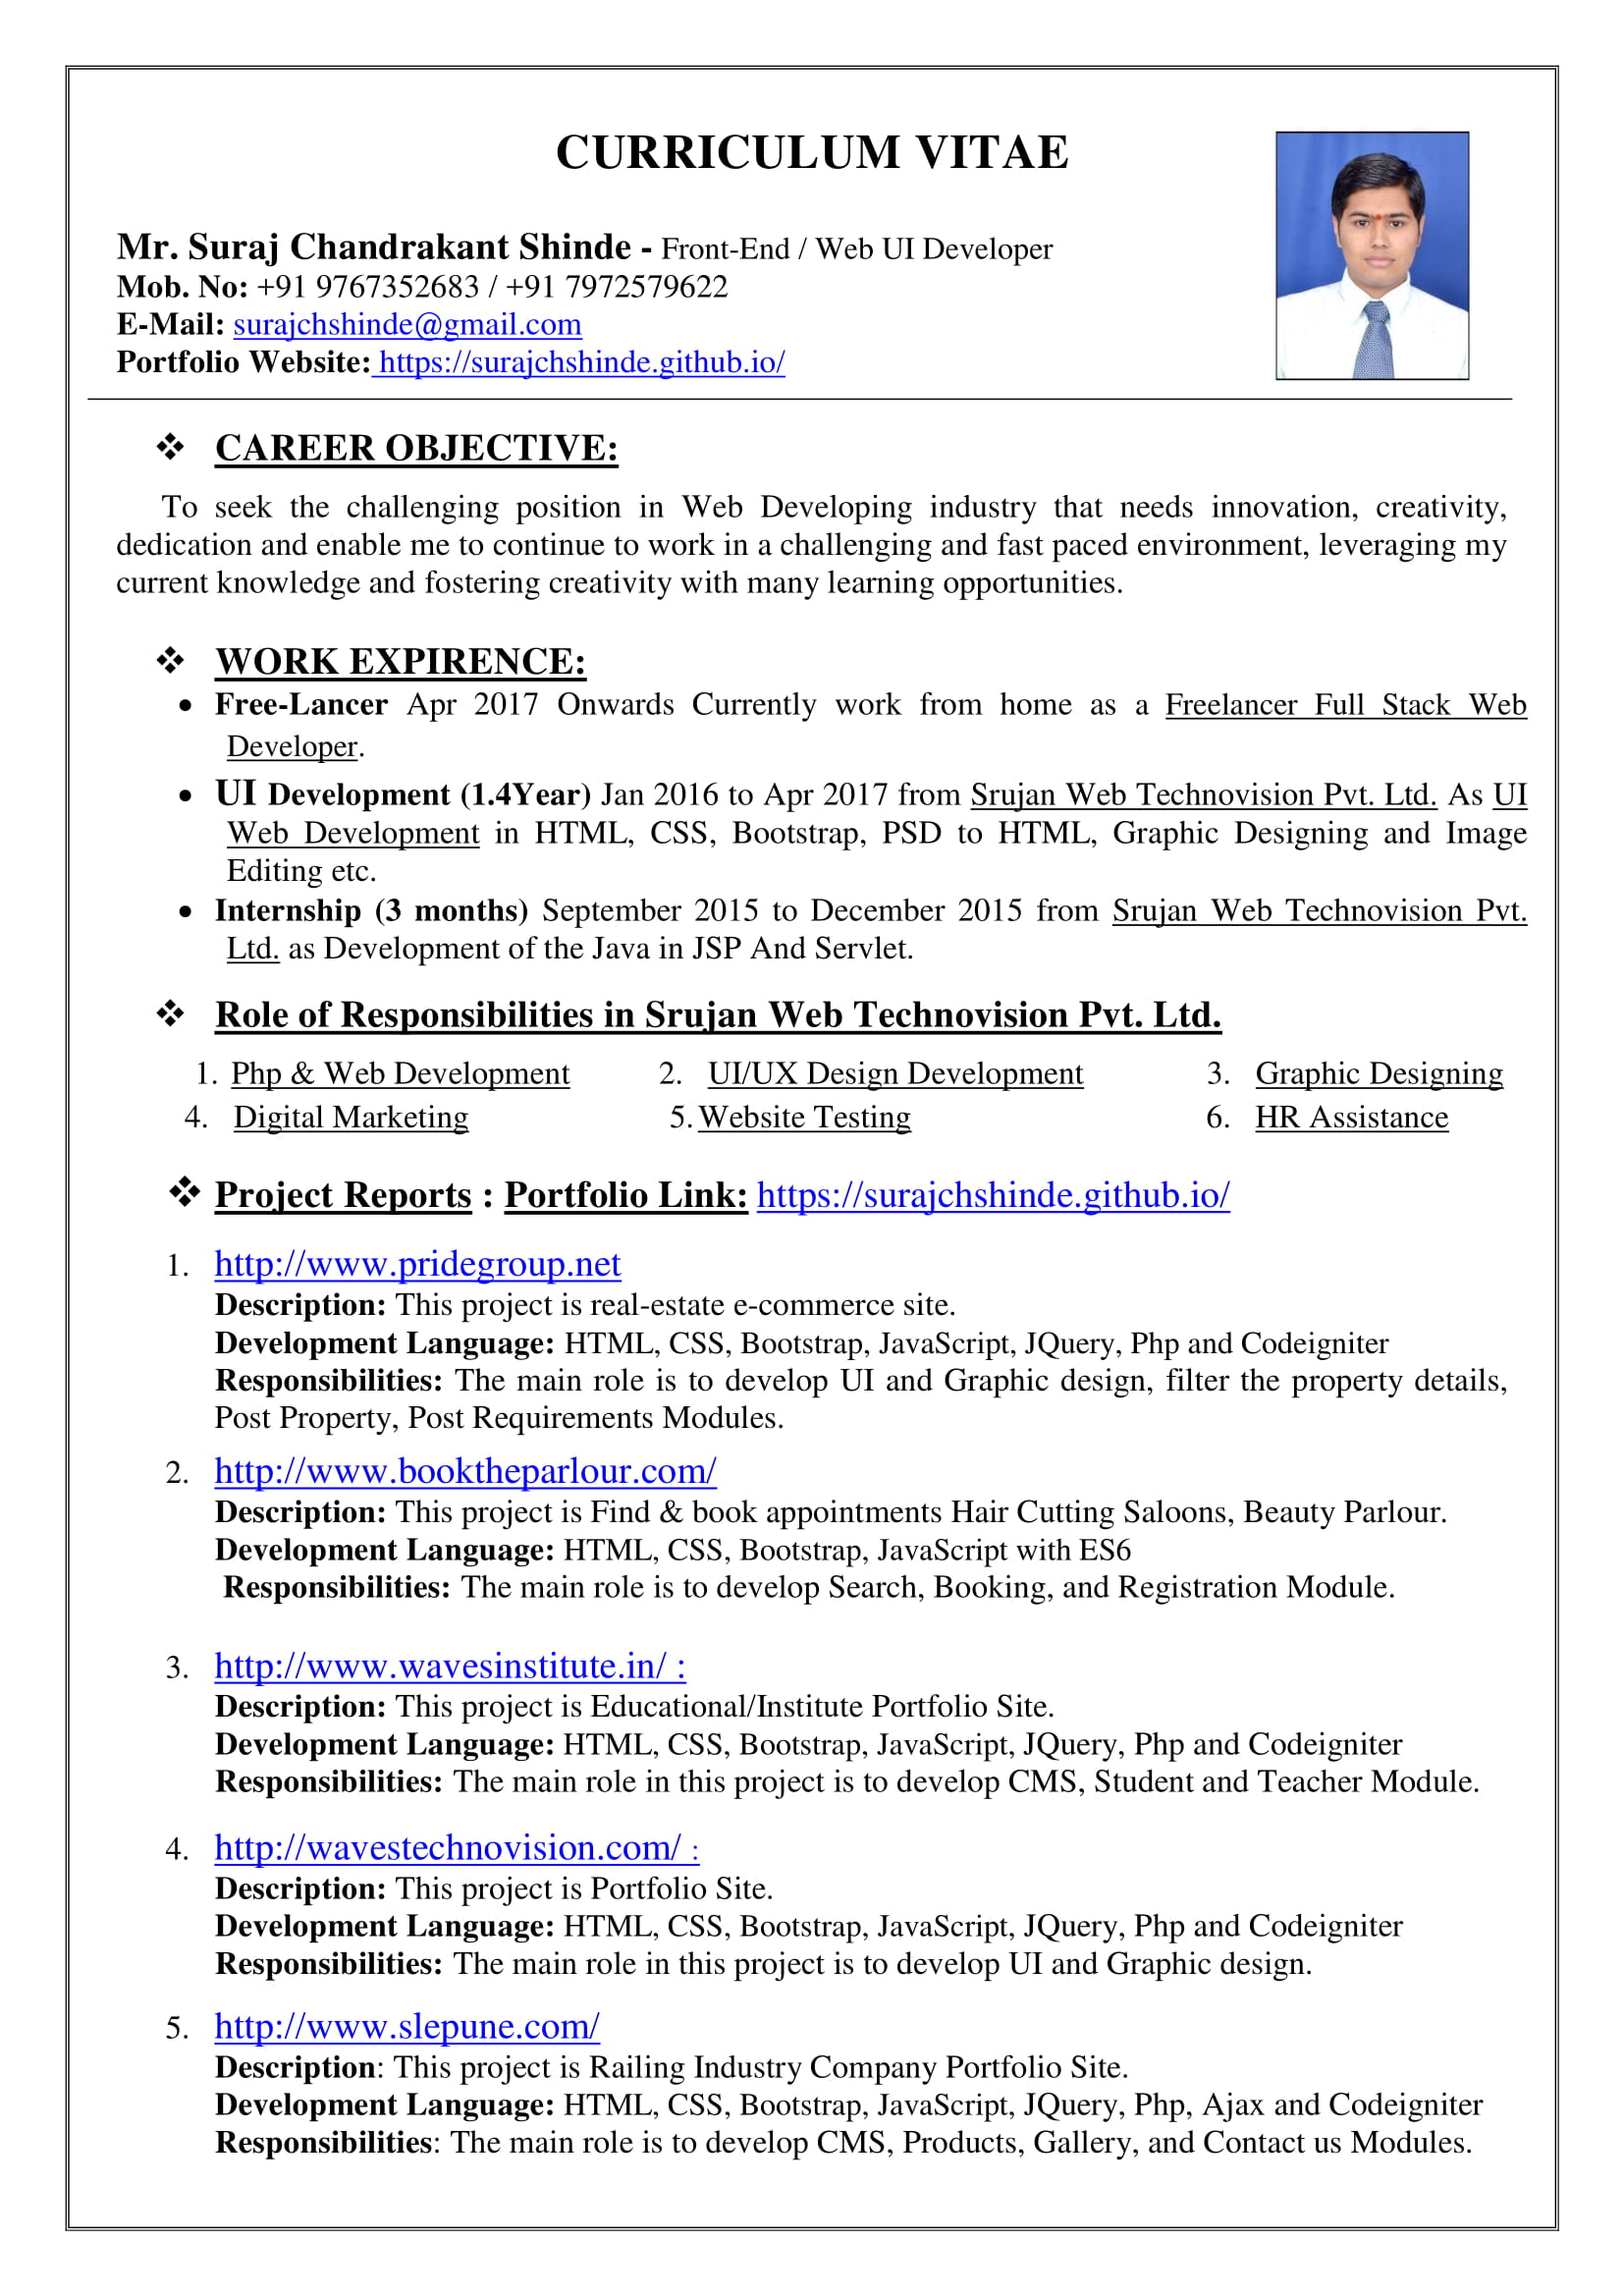 CURRICULUM VITAE
Mr. Suraj Chandrakant Shinde - Front-End / Web UI Developer
Mob. No: +91 9767352683 / +91 7972579622
E-Mail: surajchshinde@gmail.com
Portfolio Website: https://surajchshinde.github.io/
❖ CAREER OBJECTIVE:
To seek the challenging position in Web Developing industry that needs innovation, creativity,
dedication and enable me to continue to work in a challenging and fast paced environment, leveraging my
current knowledge and fostering creativity with many learning opportunities.
❖ WORK EXPIRENCE:
• Free-Lancer Apr 2017 Onwards Currently work from home as a Freelancer Full Stack Web
Developer.
• UI Development (1.4Year) Jan 2016 to Apr 2017 from Srujan Web Technovision Pvt. Ltd. As UI
Web Development in HTML, CSS, Bootstrap, PSD to HTML, Graphic Designing and Image
Editing etc.
• Internship (3 months) September 2015 to December 2015 from Srujan Web Technovision Pvt.
Ltd. as Development of the Java in JSP And Servlet.
❖ Role of Responsibilities in Srujan Web Technovision Pvt. Ltd.
1. Php & Web Development 2. UI/UX Design Development 3. Graphic Designing
4. Digital Marketing 5. Website Testing 6. HR Assistance
❖ Project Reports : Portfolio Link: https://surajchshinde.github.io/
1. http://www.pridegroup.net
Description: This project is real-estate e-commerce site.
Development Language: HTML, CSS, Bootstrap, JavaScript, JQuery, Php and Codeigniter
Responsibilities: The main role is to develop UI and Graphic design, filter the property details,
Post Property, Post Requirements Modules.
2. http://www.booktheparlour.com/
Description: This project is Find & book appointments Hair Cutting Saloons, Beauty Parlour.
Development Language: HTML, CSS, Bootstrap, JavaScript with ES6
Responsibilities: The main role is to develop Search, Booking, and Registration Module.
3. http://www.wavesinstitute.in/ :
Description: This project is Educational/Institute Portfolio Site.
Development Language: HTML, CSS, Bootstrap, JavaScript, JQuery, Php and Codeigniter
Responsibilities: The main role in this project is to develop CMS, Student and Teacher Module.
4. http://wavestechnovision.com/ :
Description: This project is Portfolio Site.
Development Language: HTML, CSS, Bootstrap, JavaScript, JQuery, Php and Codeigniter
Responsibilities: The main role in this project is to develop UI and Graphic design.
5. http://www.slepune.com/
Description: This project is Railing Industry Company Portfolio Site.
Development Language: HTML, CSS, Bootstrap, JavaScript, JQuery, Php, Ajax and Codeigniter
Responsibilities: The main role is to develop CMS, Products, Gallery, and Contact us Modules.